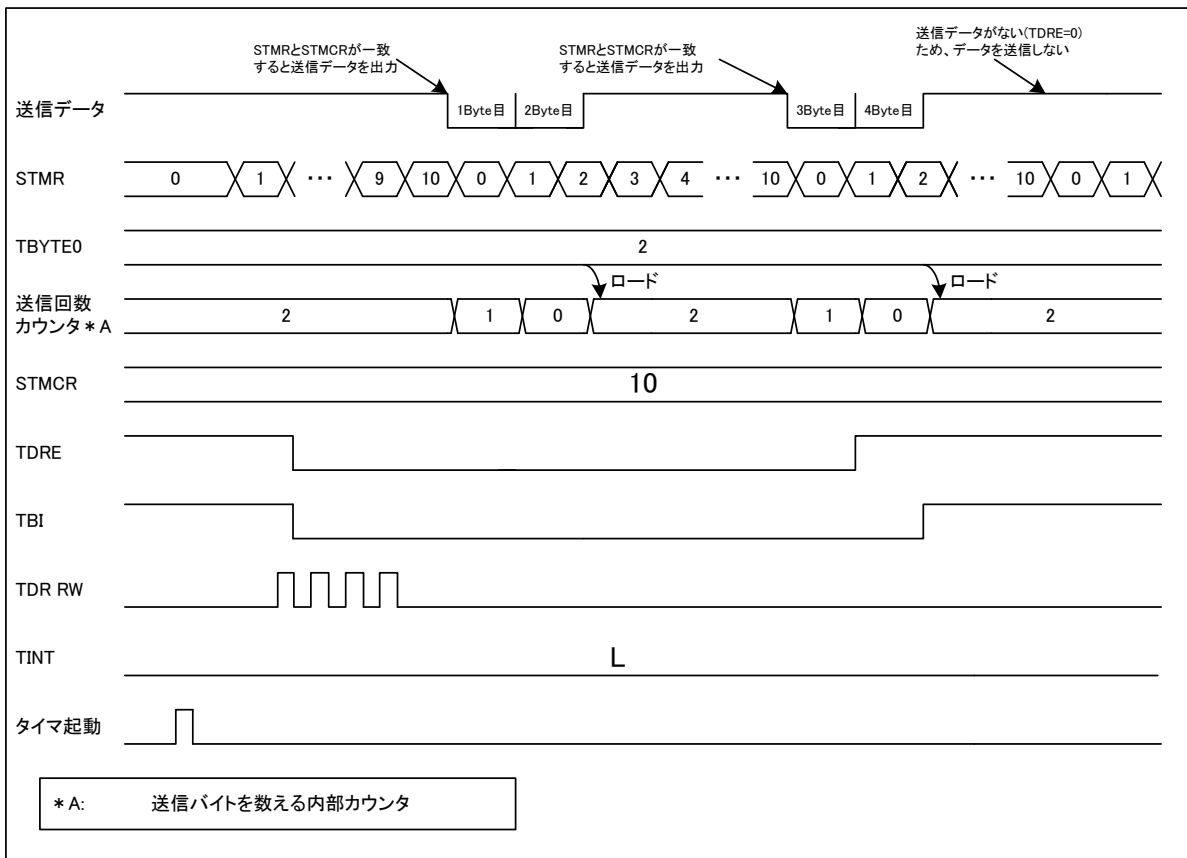 送信データがない(TDRE=0)
ため、データを送信しない
STMRとSTMCRが一致
すると送信データを出力
STMRとSTMCRが一致
すると送信データを出力
送信データ
1Byte目 2Byte目 3Byte目 4Byte目
STMR
0 1 ・・・ 9 10 0 1 2 3 4 ・・・ 10 0 1 2 ・・・ 10 0 1
TBYTE0
2
ロード ロード
送信回数
カウンタ*A
2 1 0 2 1 0 2
STMCR
10
TDRE
TBI
TDR RW
TINT
L
タイマ起動
*A: 送信バイトを数える内部カウンタ